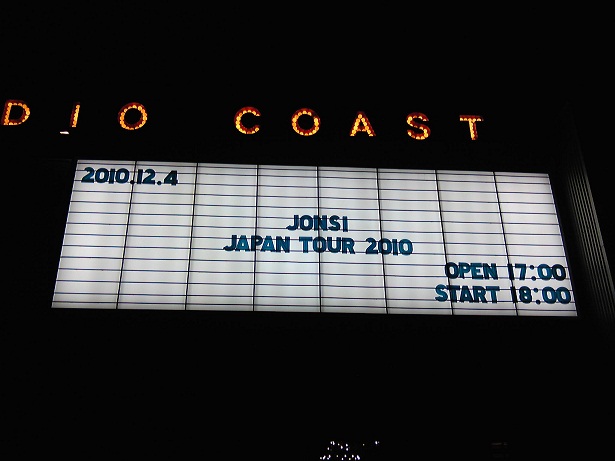 DIO COAST
2010.12.4
JONSI
JAPAN TOUR 2010
OPEN 17:00
START 18:00